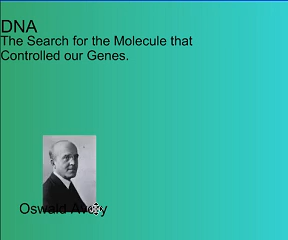 DNA
The Search for the Molecule that
Controlled our Genes.
Oswald Avery